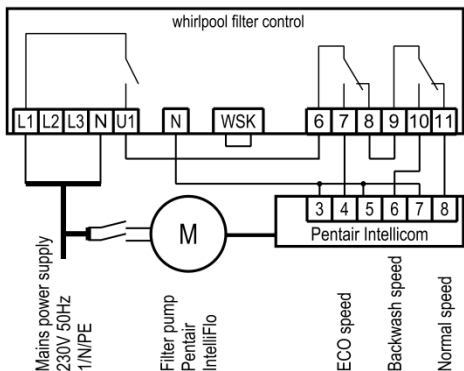 whirlpool filter control
L1 L2 L3 N U1 N WSK 6 7 8 9 10 11
3 4 5 6 7 8
Pentair Intellicom
M
Mains power supply
230V 50Hz
1/N/PE
Filter pump
Pentair
IntelliFlo
ECO speed
Backwash speed
Normal speed